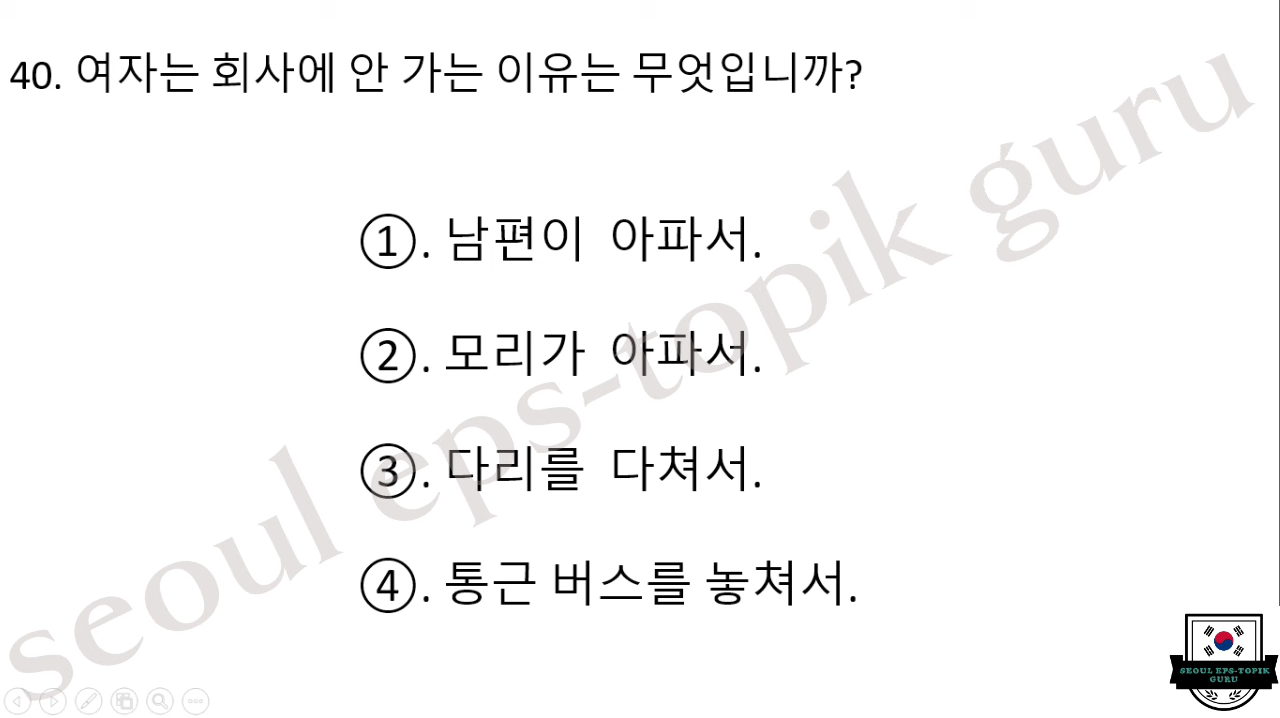 40. 여자는 회사에 안 가는 이유는 무엇입니까?
①. 남편이 아파서.
②. 모리가 아파서.
③. 다리를 다쳐서.
④. 통근 버스를 놓쳐서.
seoul eps-topik guru
SEOUL EPS-TOPIK
GURU